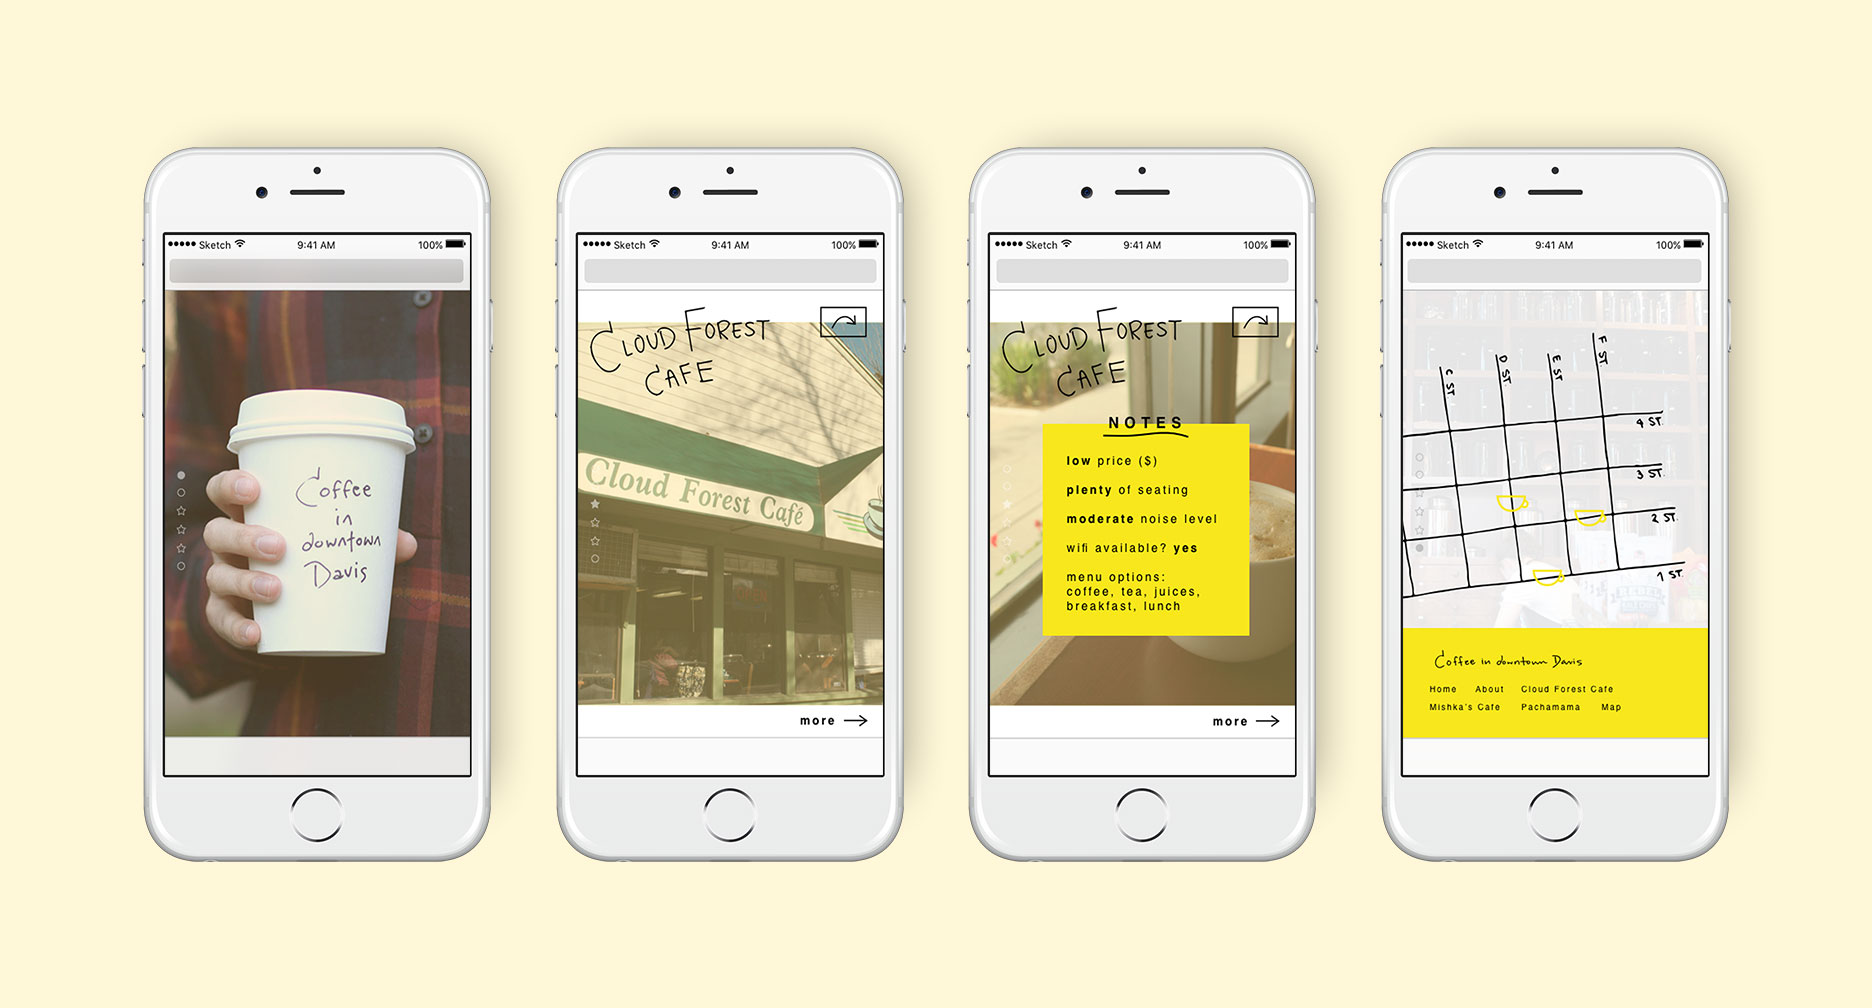 Sketch 9:41 AM 100%
Coffee
in
downtown
Davis
Sketch 9:41 AM 100%
CLOUD FOREST
CAFE
Cloud Forest Café
OPEN
more
Sketch 9:41 AM 100%
CLOUD FOREST
CAFE
NOTES
low price ($)
plenty of seating
moderate noise level
wifi available? yes
menu options:
coffee, tea, juices,
breakfast, lunch
more
Sketch 9:41 AM 100%
C ST
D ST.
E ST.
F ST.
4 ST.
3 ST.
2 ST.
1 ST.
REBEL
Coffee in downtown Davis
Home About Cloud Forest Cafe
Mishka's Cafe Pachamama Map